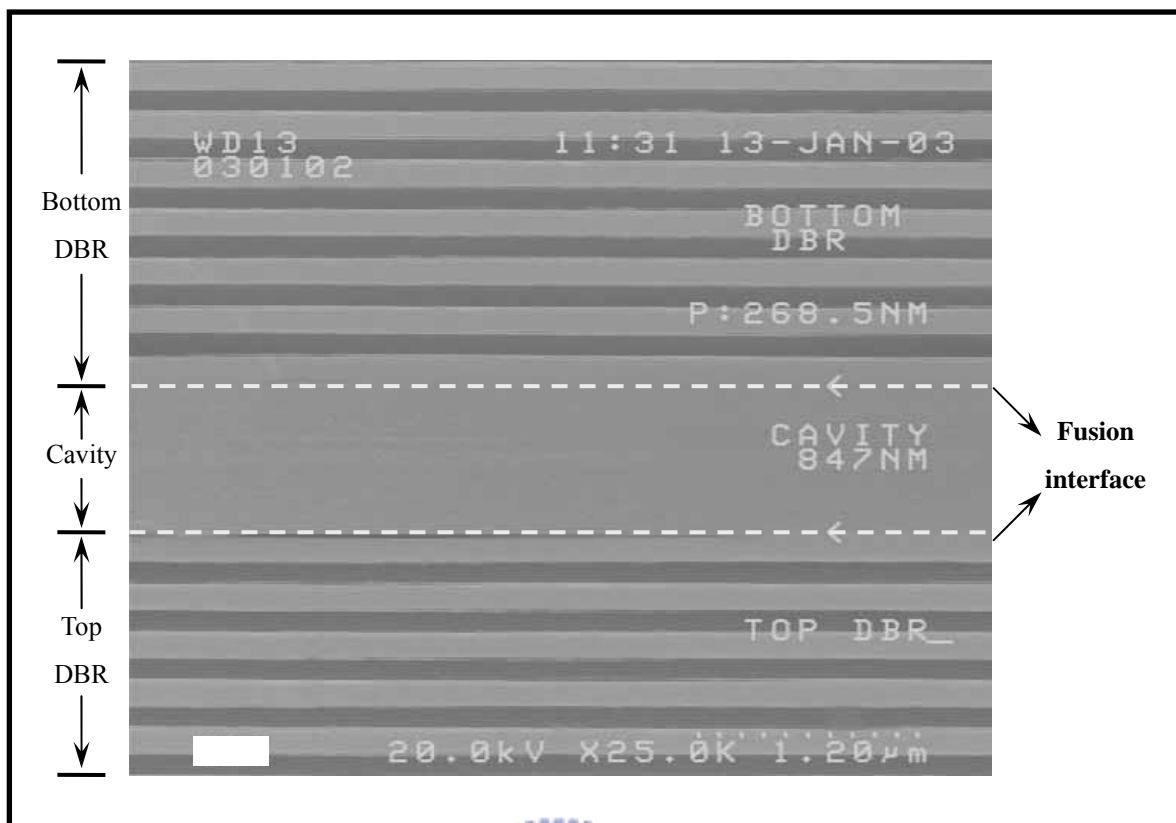 WD13 11:31 13-JAN-03
030102
Bottom
DBR
BOTTOM
DBR
P:268.5NM
Cavity
CAVITY
847NM
Fusion
interface
Top
DBR
TOP DBR_
20.0kV X25.0K 1.20µm